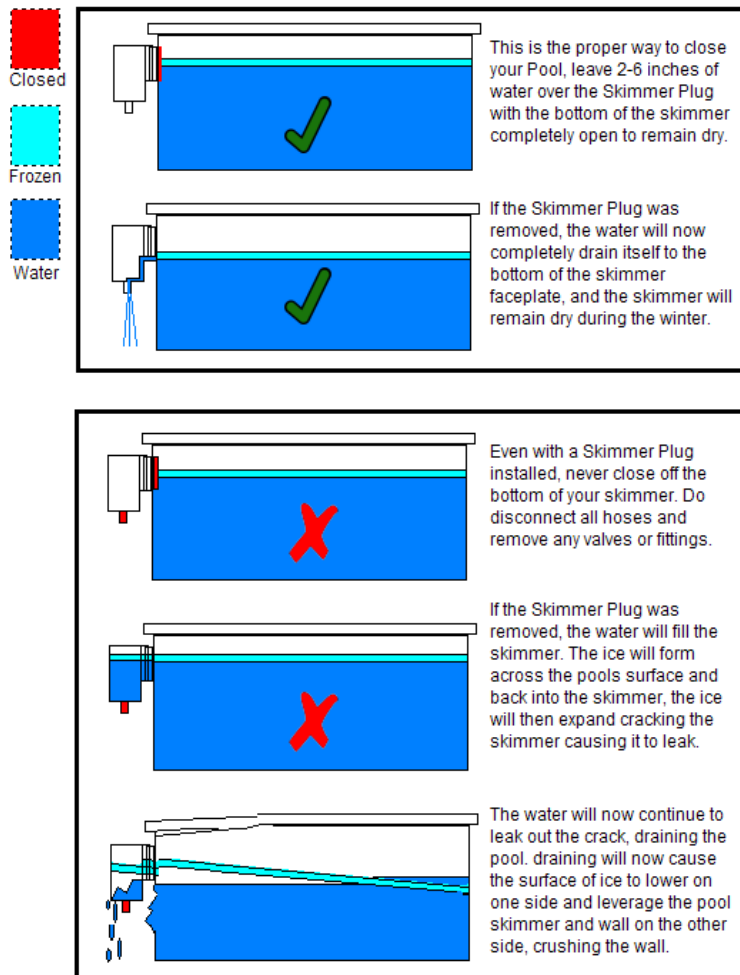 Closed
Frozen
Water
This is the proper way to close
your Pool, leave 2-6 inches of
water over the Skimmer Plug
with the bottom of the skimmer
completely open to remain dry.
If the Skimmer Plug was
removed, the water will now
completely drain itself to the
bottom of the skimmer
faceplate, and the skimmer will
remain dry during the winter.
Even with a Skimmer Plug
installed, never close off the
bottom of your skimmer. Do
disconnect all hoses and
remove any valves or fittings.
If the Skimmer Plug was
removed, the water will fill the
skimmer. The ice will form
across the pools surface and
back into the skimmer, the ice
will then expand cracking the
skimmer causing it to leak.
The water will now continue to
leak out the crack, draining the
pool. draining will now cause
the surface of ice to lower on
one side and leverage the pool
skimmer and wall on the other
side, crushing the wall.